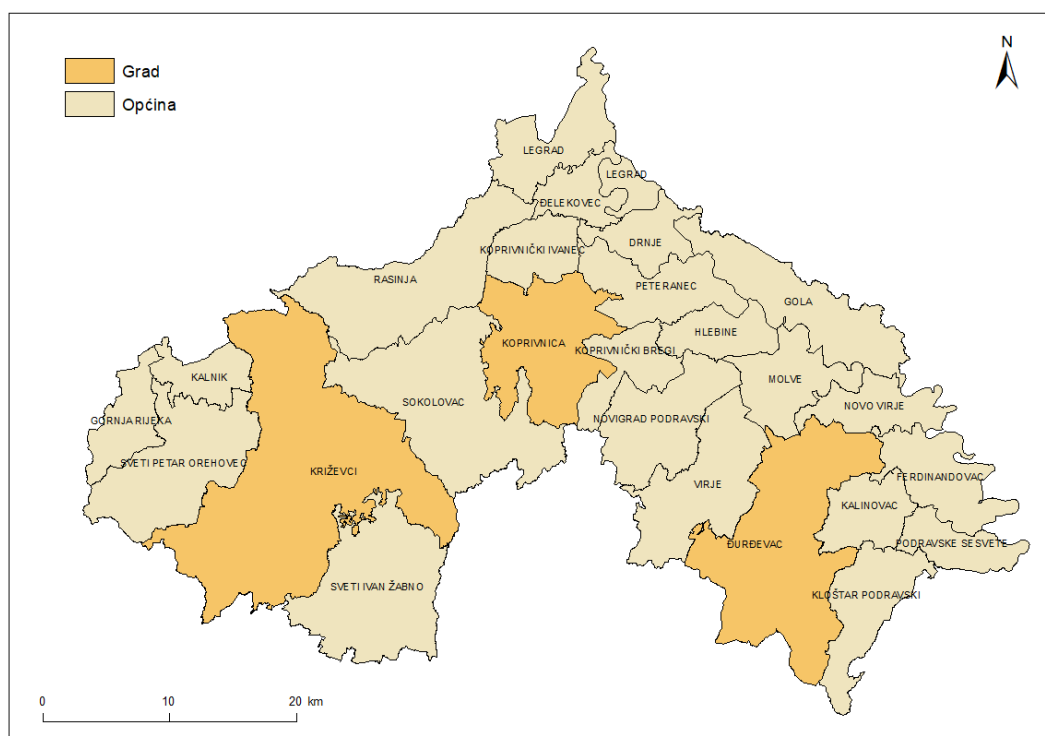 N
Grad
Općina
LEGRAD
LEGRAD
ĐELEKOVEC
DRNJE
KOPRIVNIČKI IVANEC
RASINJA
PETERANEC
GOLA
HLEBINE
KOPRIVNICA
KOPRIVNIČKI BREGI
KALNIK
MOLVE
SOKOLOVAC
NOVO VIRJE
GORNJA RIJEKA
NOVIGRAD PODRAVSKI
SVETI PETAR OREHOVEC
KRIŽEVCI
VIRJE
FERDINANDOVAC
KALINOVAC
ĐURĐEVAC
PODRAVSKE SESVETE
SVETI IVAN ŽABNO
KLOŠTAR PODRAVSKI
0 10 20 km